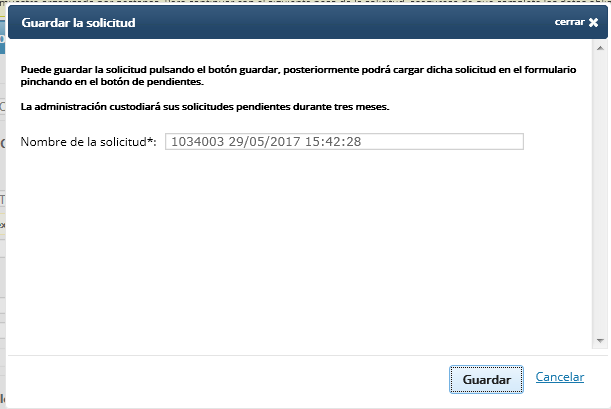 Guardar la solicitud
cerrar
Puede guardar la solicitud pulsando el botón guardar, posteriormente podrá cargar dicha solicitud en el formulario
pinchando en el botón de pendientes.
La administración custodiará sus solicitudes pendientes durante tres meses.
Nombre de la solicitud*: 1034003 29/05/2017 15:42:28
Guardar Cancelar